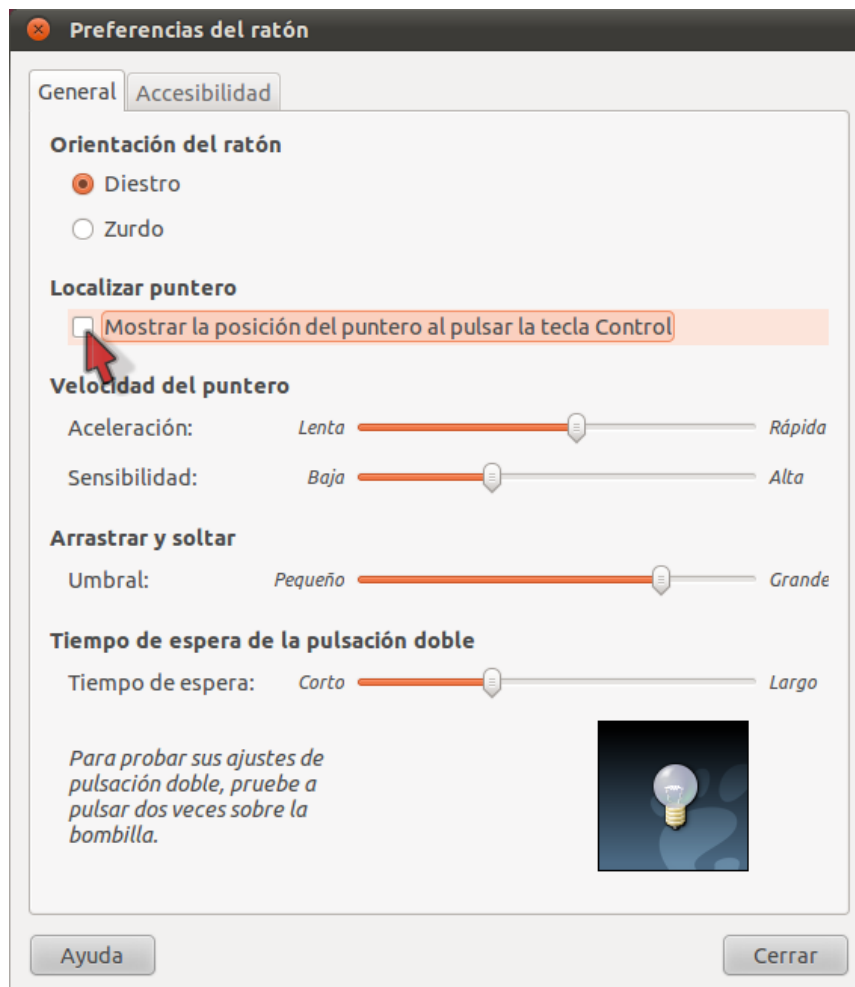 Preferencias del ratón
General Accesibilidad
Orientación del ratón
Diestro
Zurdo
Localizar puntero
Mostrar la posición del puntero al pulsar la tecla Control
Velocidad del puntero
Aceleración: Lenta Rápida
Sensibilidad: Baja Alta
Arrastrar y soltar
Umbral: Pequeño Grande
Tiempo de espera de la pulsación doble
Tiempo de espera: Corto Largo
Para probar sus ajustes de
pulsación doble, pruebe a
pulsar dos veces sobre la
bombilla.
Ayuda Cerrar